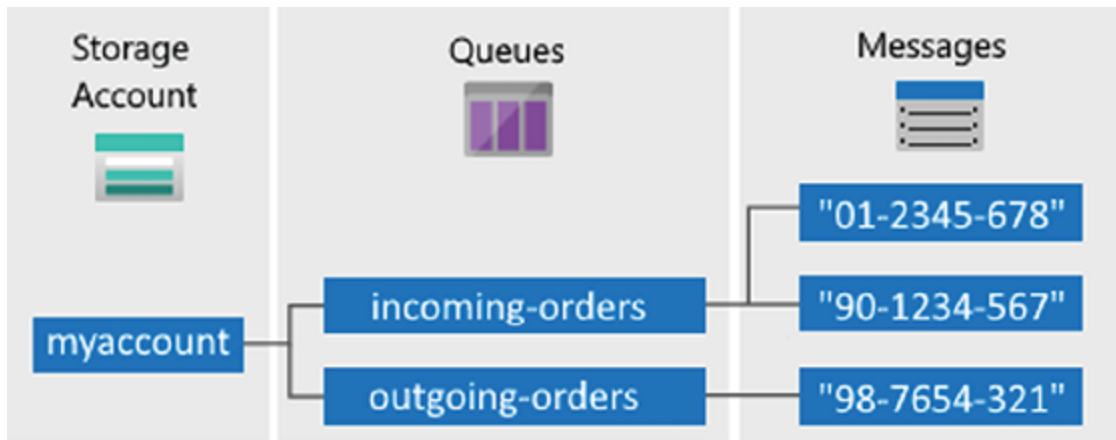 Storage
Account
Queues
Messages
"01-2345-678"
incoming-orders
"90-1234-567"
myaccount
outgoing-orders
"98-7654-321"